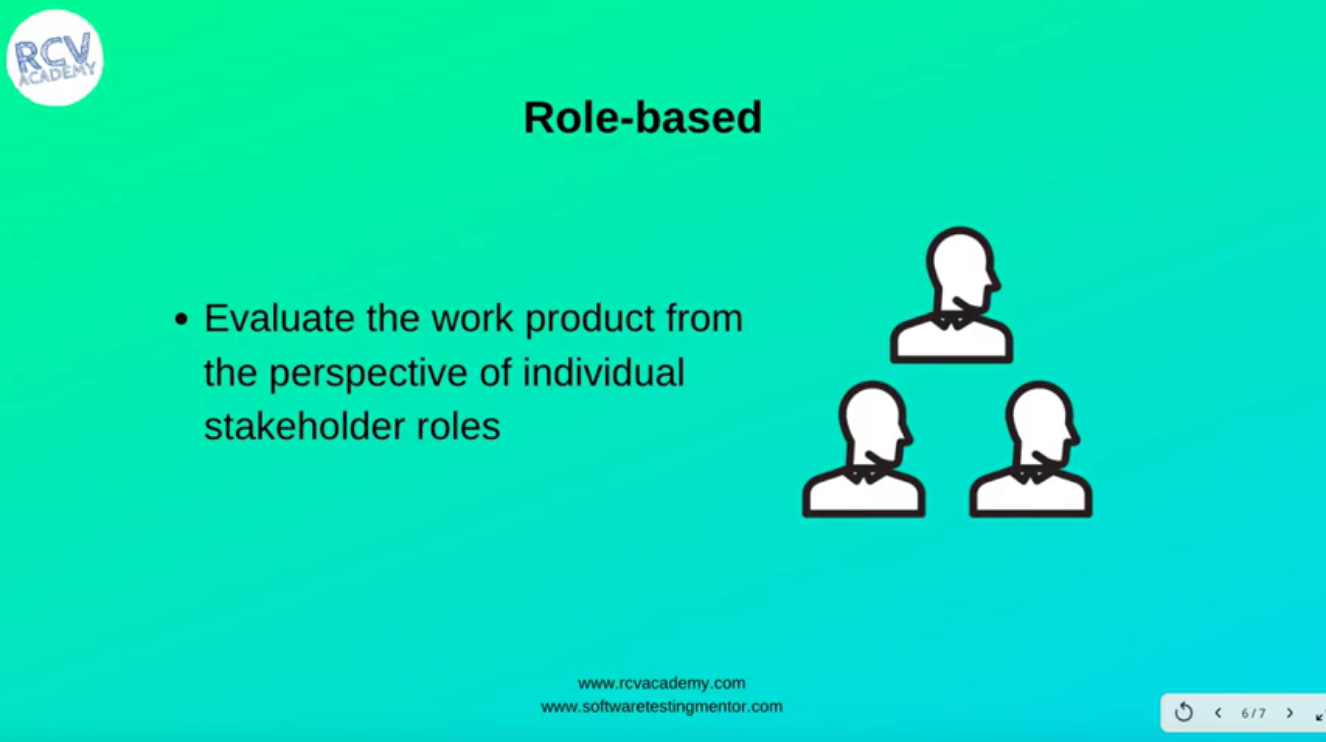 RCV
ACADEMY
Role-based
• Evaluate the work product from
the perspective of individual
stakeholder roles
www.rcvacademy.com
www.softwaretestingmentor.com
6/7